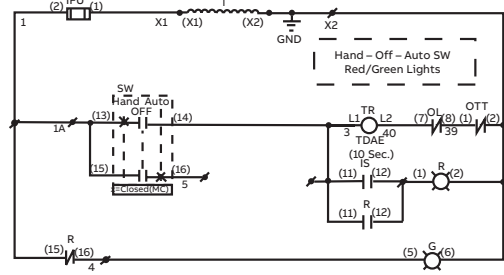 (2) IFU (1)
T
1
X1 (X1) (X2) X2
GND
Hand – Off – Auto SW
Red/Green Lights
SW
Hand Auto
OFF
(13) (14)
1A
L1 TR L2
3 40
TDAE
(10 Sec.)
(7) OL (8) (1) OTT (2)
39
IS
(15) (16)
5
x=Closed(MC)
(11) (12)
(1) R (2)
R
(11) (12)
(15) R (16)
4
(5) G (6)